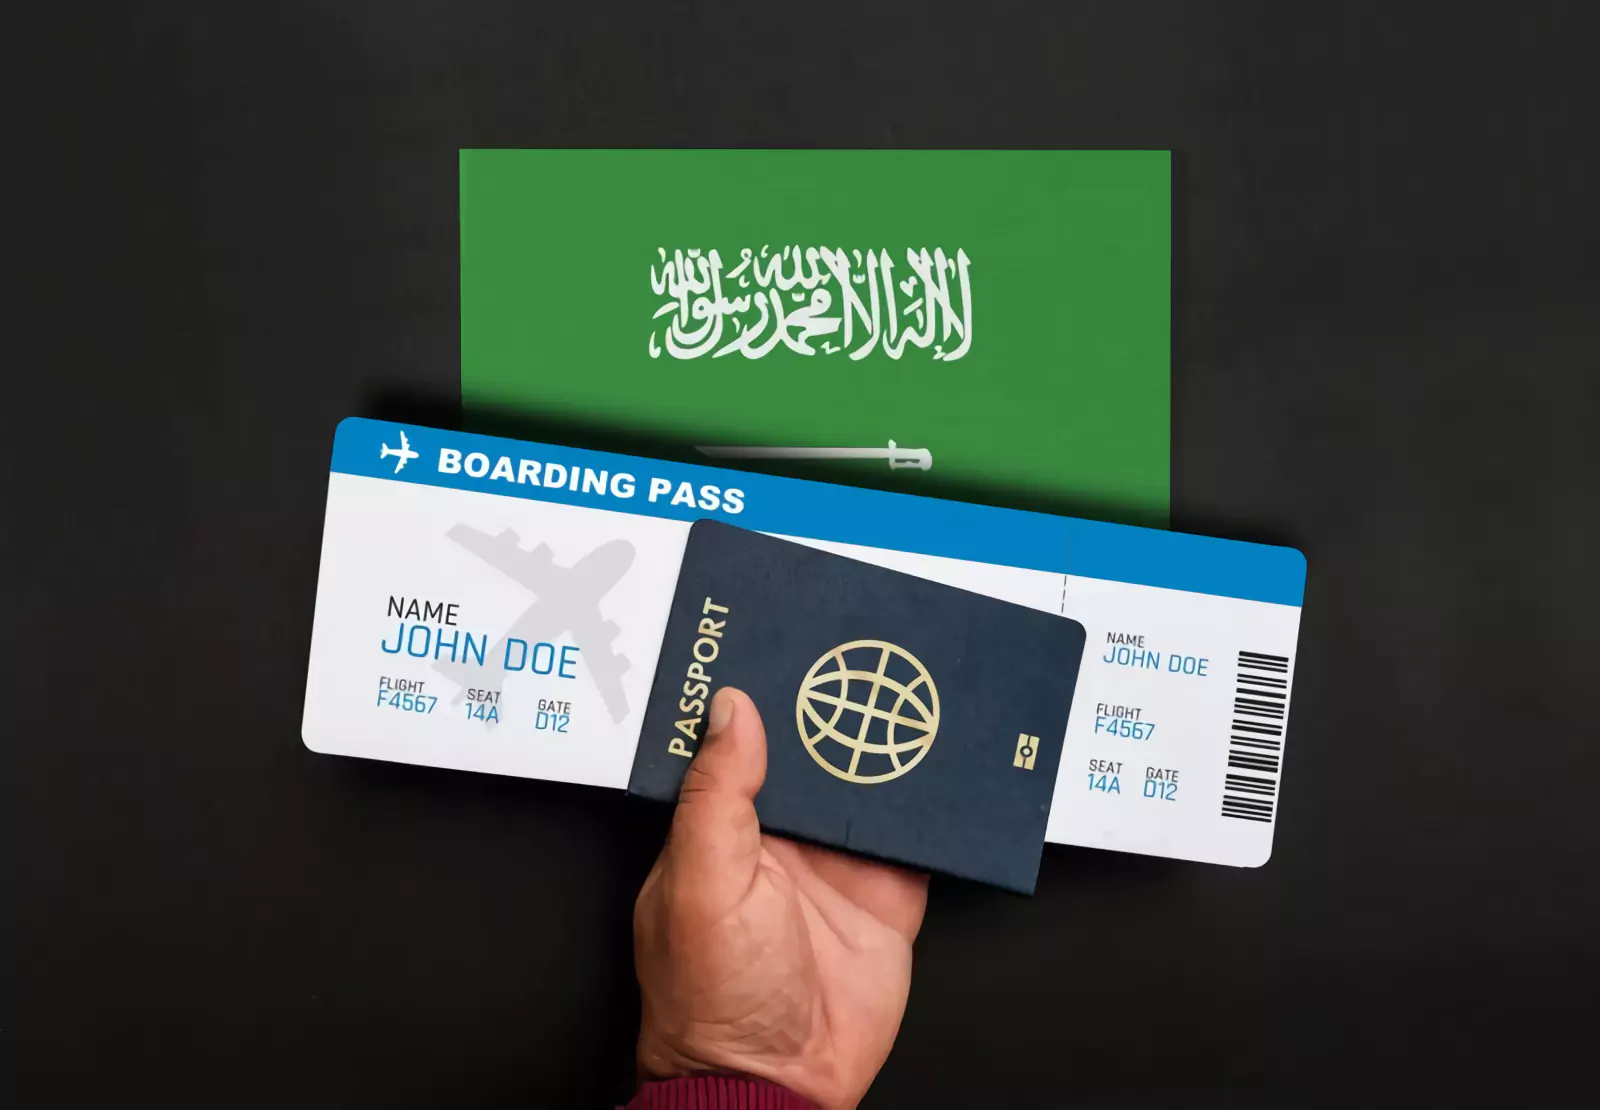 لا إله إلا الله محمد رسول الله
BOARDING PASS
NAME
JOHN DOE
FLIGHT SEAT GATE
F4567 14A D12
PASSPORT
NAME
JOHN DOE
FLIGHT
F4567
SEAT GATE
14A D12